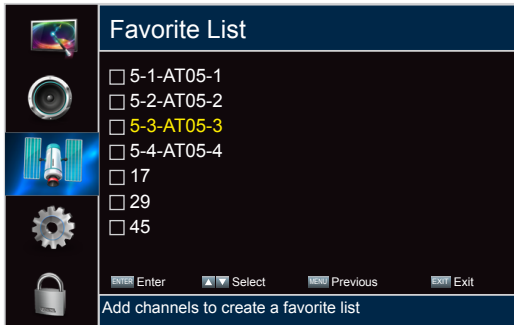 Favorite List
5-1-AT05-1
5-2-AT05-2
5-3-AT05-3
5-4-AT05-4
17
29
45
ENTER Enter ▲ ▼ Select MENU Previous EXIT Exit
Add channels to create a favorite list